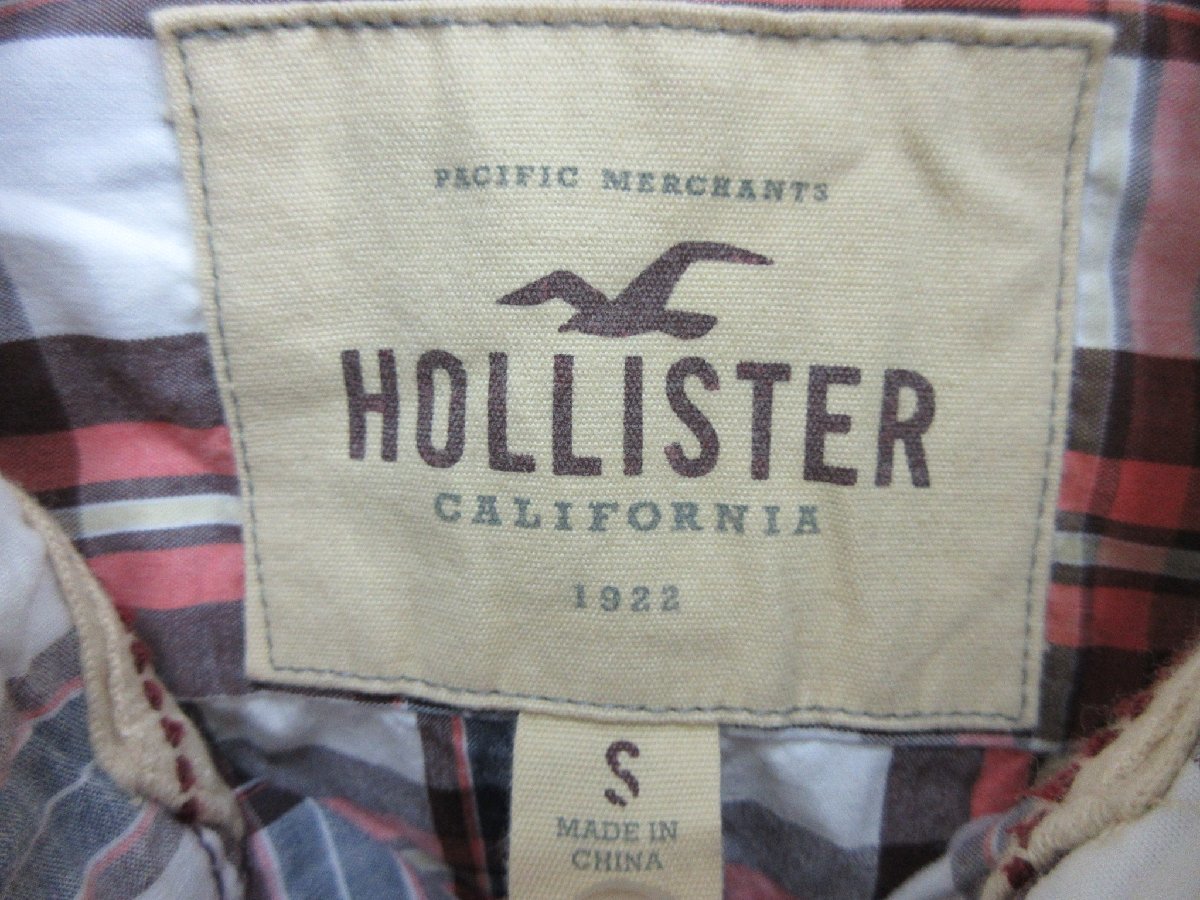 PACIFIC MERCHANTS
HOLLISTER
CALIFORNIA
1922
S
MADE IN
CHINA